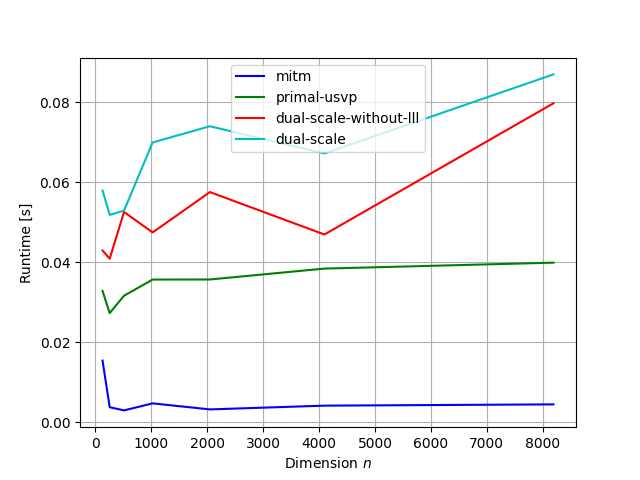 mitm
primal-usvp
dual-scale-without-lll
dual-scale
0.08
0.06
0.04
0.02
0.00
Runtime [s]
0 1000 2000 3000 4000 5000 6000 7000 8000
Dimension n